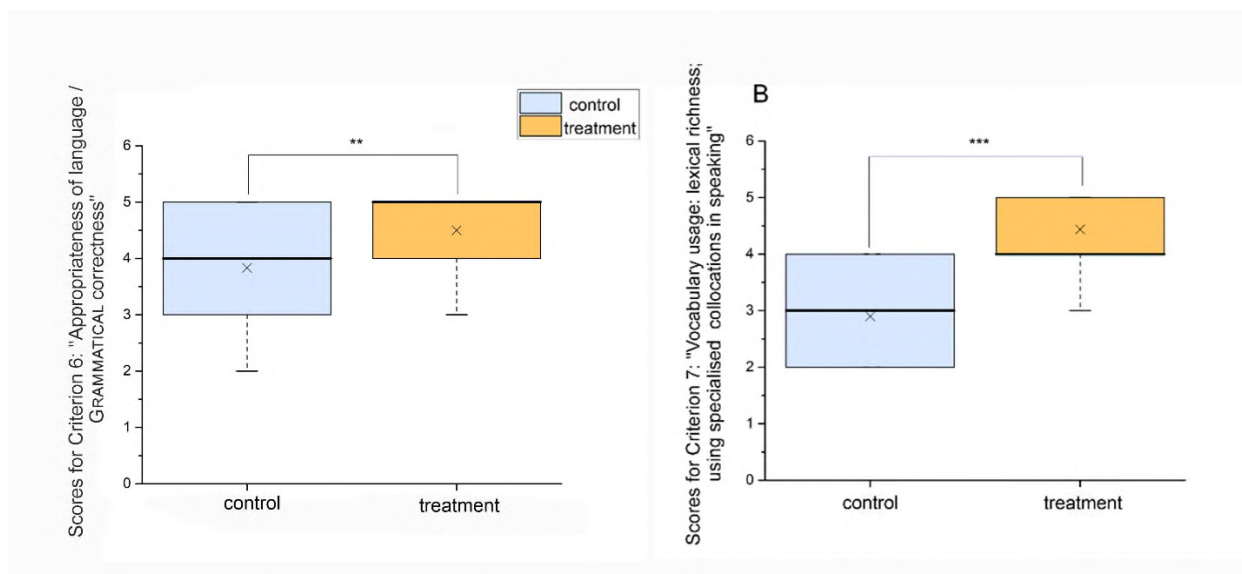 Scores for Criterion 6: "Appropriateness of language /
GRAMMATICAL correctness"
control
treatment
**
6
5
4
3
2
1
0
control
treatment
B
Scores for Criterion 7: "Vocabulary usage: lexical richness;
using specialised collocations in speaking"
***
6
5
4
3
2
1
0
control
treatment